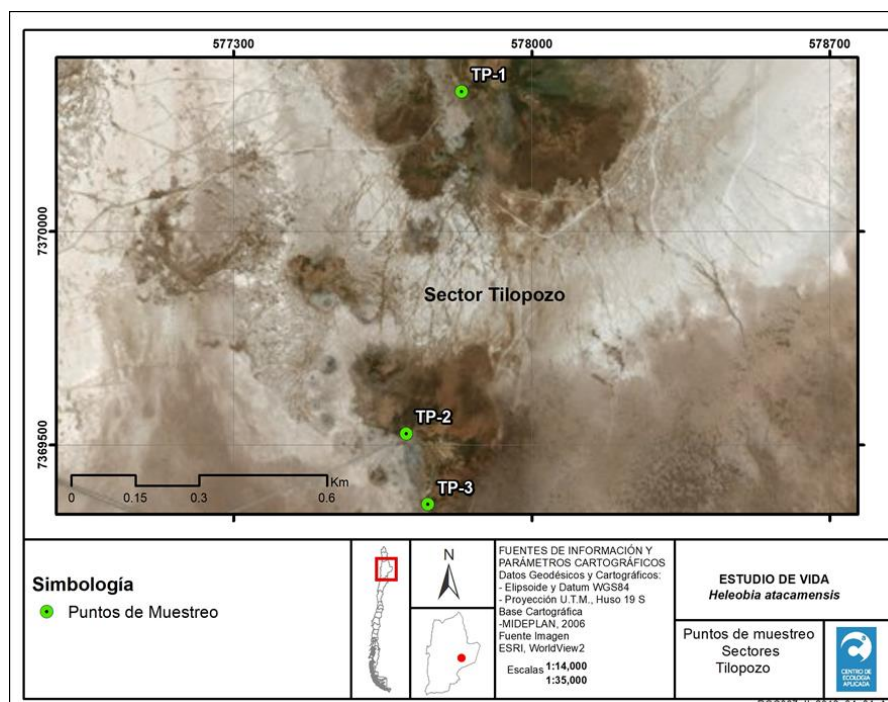 577300
578000
578700
TP-1
7370000
Sector Tilopozo
TP-2
7369500
TP-3
Km
0
0.15
0.3
0.6
Simbología
Puntos de Muestreo
N
FUENTES DE INFORMACIÓN Y
PARÁMETROS CARTOGRÁFICOS
Datos Geodésicos y Cartográficos:
- Elipsoide y Datum WGS84
- Proyección U.T.M., Huso 19 S
Base Cartográfica
-MIDEPLAN, 2006
Fuente Imagen
ESRI, WorldView2
Escalas 1:14,000
1:35,000
ESTUDIO DE VIDA
Heleobia atacamensis
Puntos de muestreo
Sectores
Tilopozo
CENTRO DE
ECOLOGÍA
APLICADA